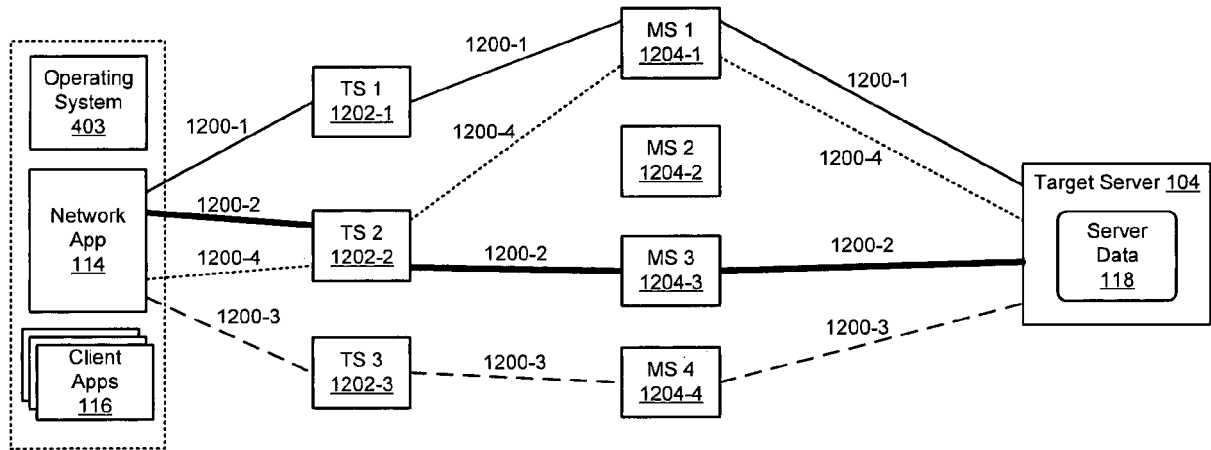 Operating
System
403
Network
App
114
Client
Apps
116
1200-1
1200-2
1200-4
1200-3
TS 1
1202-1
TS 2
1202-2
TS 3
1202-3
1200-1
1200-4
1200-2
1200-3
MS 1
1204-1
MS 2
1204-2
MS 3
1204-3
MS 4
1204-4
1200-1
1200-4
1200-2
1200-3
Target Server 104
Server
Data
118